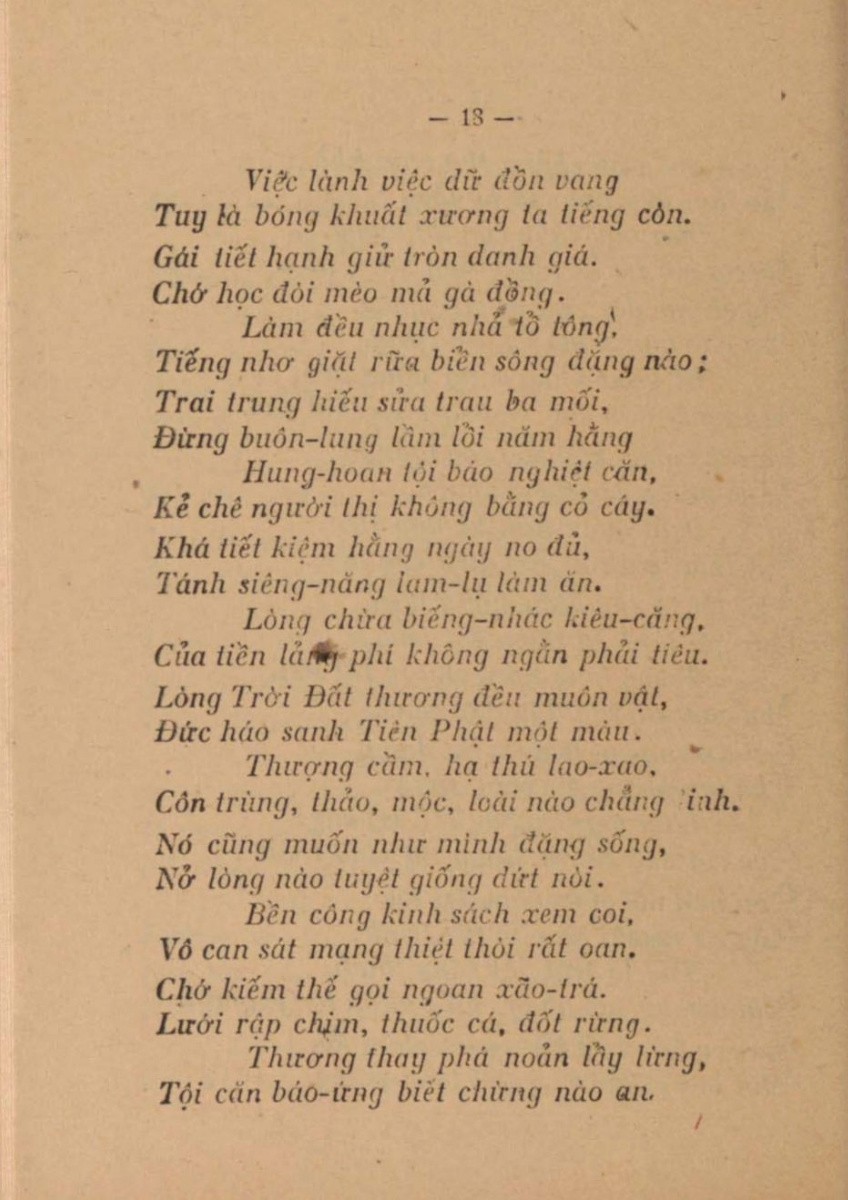 — 18 —
Việc lành việc dữ đồn vang
Tuy là bóng khuất xương ta tiếng còn.
Gái tiết hạnh giữ tròn danh giá.
Chớ học đòi mèo mả gà đồng.
Làm đều nhục nhả tổ tông,
Tiếng nhơ giặt rữa biển sông đặng nào;
Trai trung hiếu sửa trau ba mối,
Đừng buôn-lung lầm lỗi năm hằng
Hung-hoan tội báo nghiệt căn,
Kẻ chê người thị không bằng cỏ cây.
Khá tiết kiệm hằng ngày no đủ,
Tánh siêng-năng lam-lụ làm ăn.
Lòng chừa biếng-nhác kiêu-căng,
Của tiền lảng phí không ngằn phải tiêu.
Lòng Trời Đất thương đều muôn vật,
Đức háo sanh Tiên Phật một màu.
Thượng cầm, hạ thú lao-xao,
Côn trùng, thảo, mộc, loài nào chẳng inh.
Nó cũng muốn như mình đặng sống,
Nở lòng nào tuyệt giống dứt nòi.
Bền công kinh sách xem coi,
Vô can sát mạng thiệt thòi rất oan.
Chớ kiếm thế gọi ngoan xão-trá.
Lưới rập chim, thuốc cá, đốt rừng.
Thương thay phá noản lẫy lừng,
Tội căn báo-ứng biết chừng nào an.